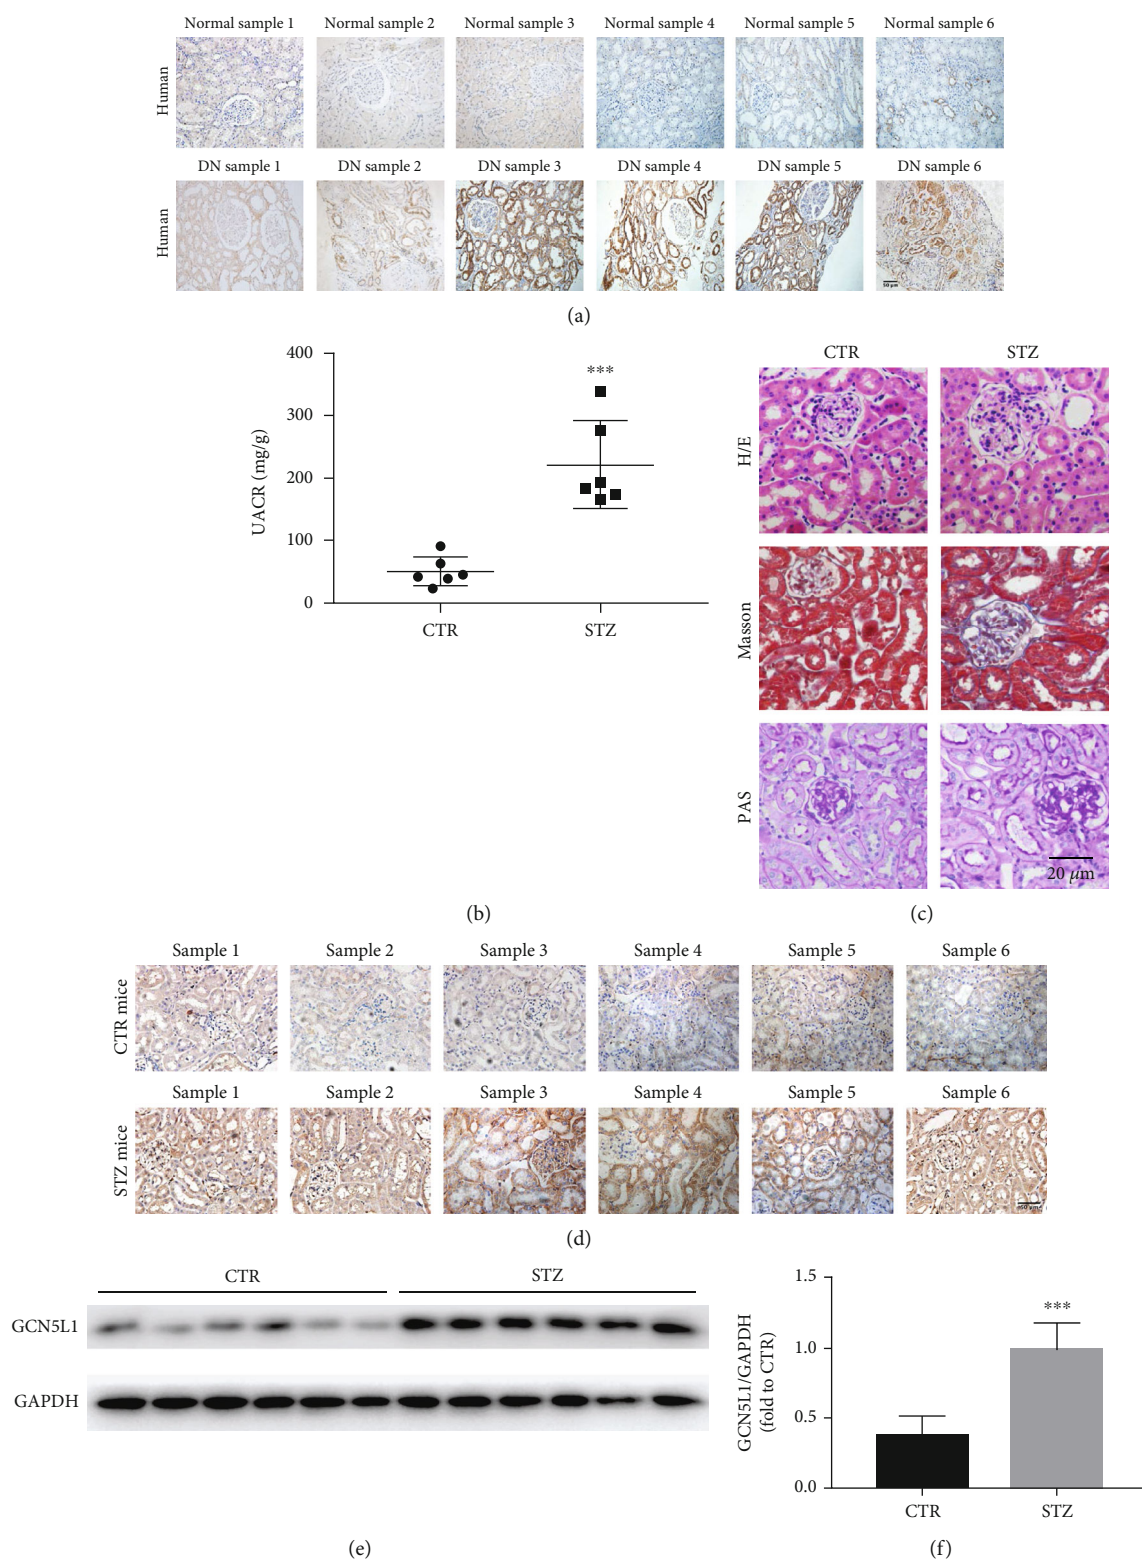 Normal sample 1 Normal sample 2 Normal sample 3 Normal sample 4 Normal sample 5 Normal sample 6
Human
DN sample 1 DN sample 2 DN sample 3 DN sample 4 DN sample 5 DN sample 6
Human
50 µm
(a)
400
300
200
100
0
UACR (mg/g)
***
CTR STZ
(b)
CTR STZ
H/E
Masson
PAS
20 µm
(c)
Sample 1 Sample 2 Sample 3 Sample 4 Sample 5 Sample 6
CTR mice
Sample 1 Sample 2 Sample 3 Sample 4 Sample 5 Sample 6
STZ mice
50 µm
(d)
CTR STZ
GCN5L1
GAPDH
(e)
1.5
1.0
0.5
0.0
GCN5L1/GAPDH
(fold to CTR)
***
CTR STZ
(f)